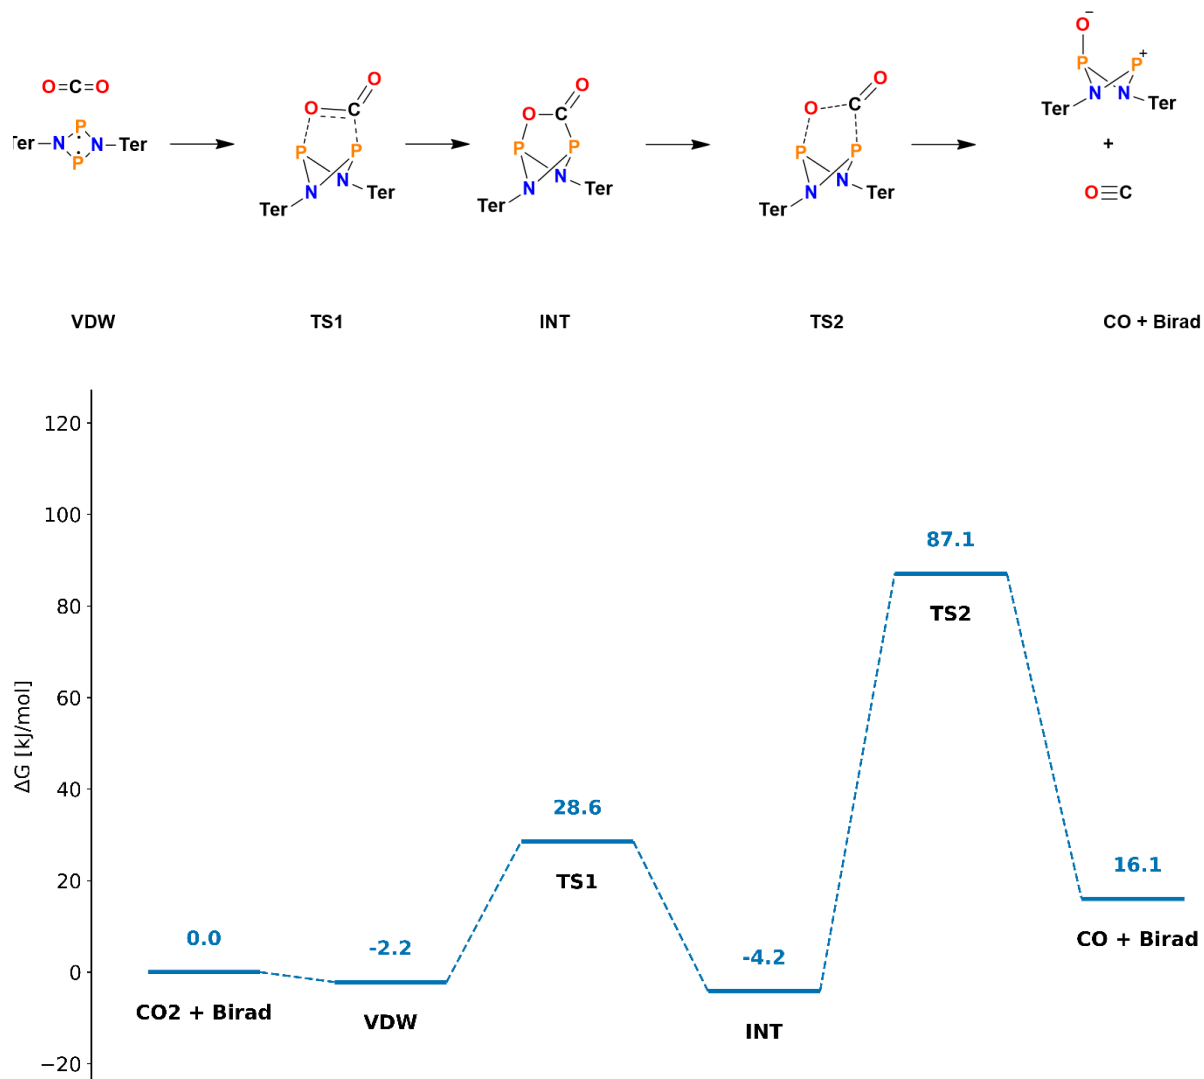 O=C=O
P
Ter N N Ter
P
O C O
P P
N N
Ter Ter
O C O
P P
N N
Ter Ter
O C O
P P
N N
Ter Ter
O−
P P+
N N
Ter Ter
+
O≡C
VDW TS1 INT TS2 CO + Birad
ΔG [kJ/mol]
120
100
80
60
40
20
0
−20
0.0
CO2 + Birad
-2.2
VDW
28.6
TS1
-4.2
INT
87.1
TS2
16.1
CO + Birad